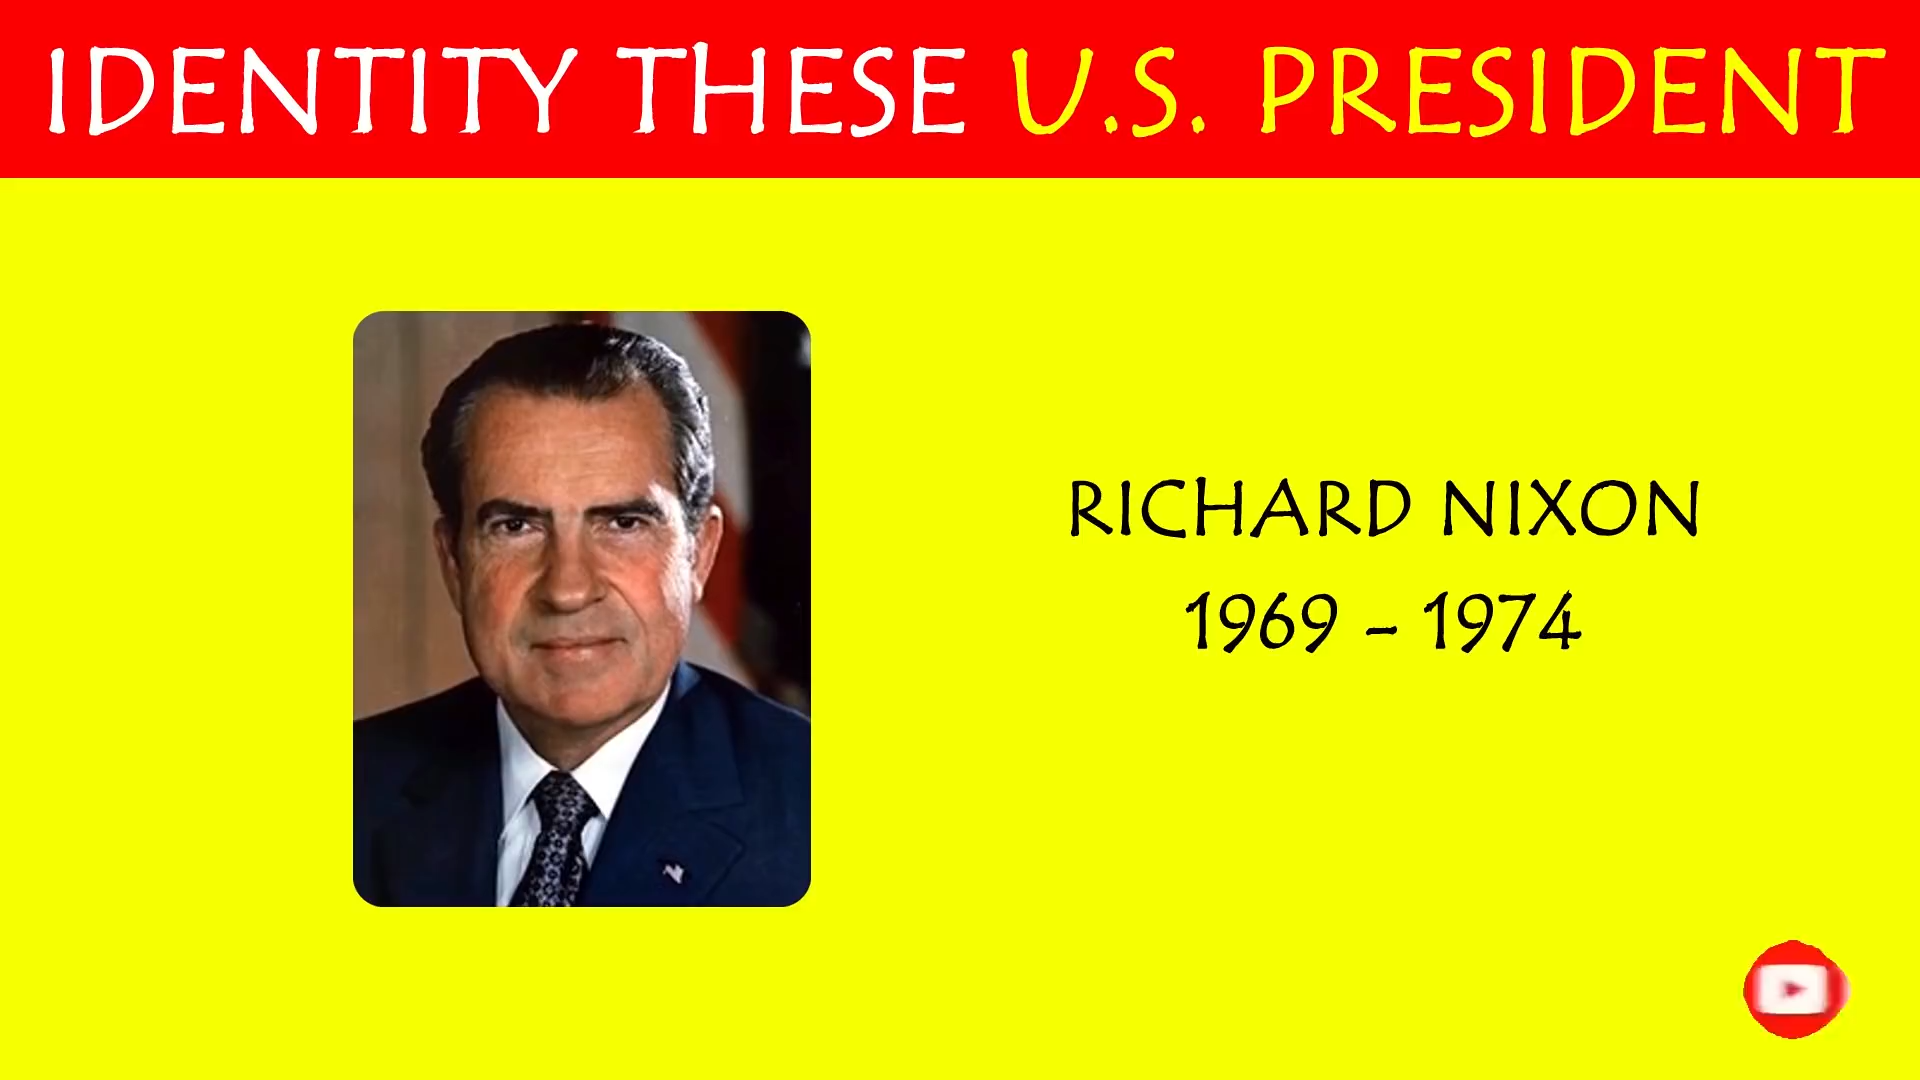 IDENTITY THESE U.S. PRESIDENT
RICHARD NIXON
1969 - 1974